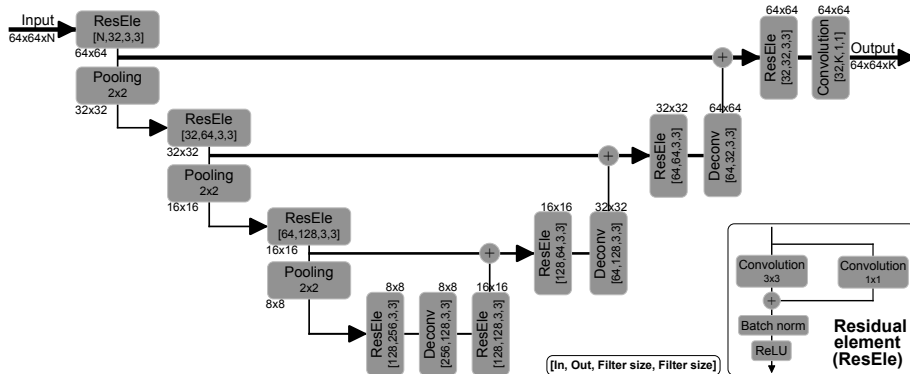 Input
64x64xN
ResEle
[N,32,3,3]
64x64
Pooling
2x2
32x32
ResEle
[32,64,3,3]
32x32
Pooling
2x2
16x16
ResEle
[64,128,3,3]
16x16
Pooling
2x2
8x8
ResEle
[128,256,3,3]
8x8
Deconv
[256,128,3,3]
8x8
ResEle
[128,128,3,3]
16x16
+
ResEle
[128,64,3,3]
16x16
Deconv
[64,128,3,3]
32x32
+
ResEle
[64,64,3,3]
32x32
Deconv
[64,32,3,3]
64x64
+
ResEle
[32,32,3,3]
64x64
Convolution
[32,K,1,1]
64x64
Output
64x64xK
[In, Out, Filter size, Filter size]
Convolution
3x3
Convolution
1x1
+
Batch norm
ReLU
Residual
element
(ResEle)